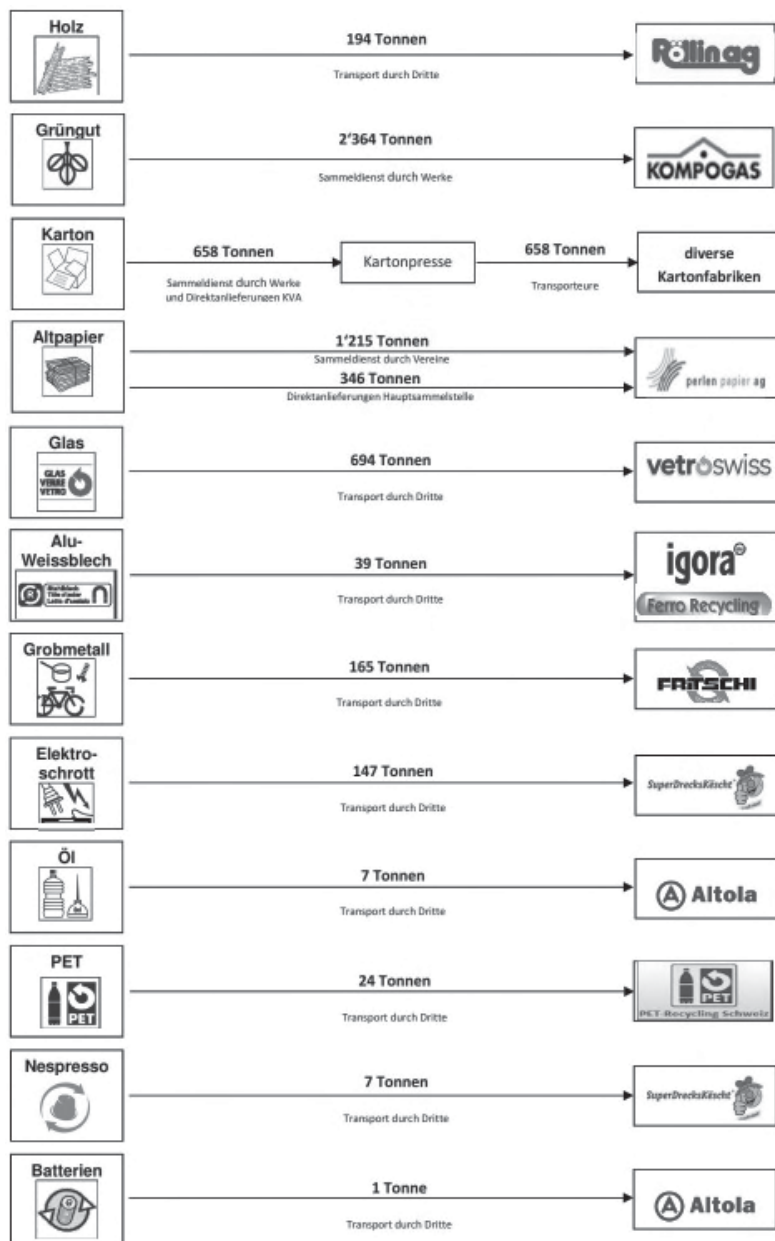 Holz
194 Tonnen
Transport durch Dritte
Röllin ag
Grüngut
2'364 Tonnen
Sammeldienst durch Werke
KOMPOGAS
Karton
658 Tonnen
Sammeldienst durch Werke
und Direktanlieferungen KVA
Kartonpresse
658 Tonnen
Transporteure
diverse
Kartonfabriken
Altpapier
1'215 Tonnen
Sammeldienst durch Vereine
346 Tonnen
Direktanlieferungen Hauptsammelstelle
perlen papier ag
Glas
GLAS
VERRE
VETRO
694 Tonnen
Transport durch Dritte
vetroswiss
Alu-
Weissblech
Stahlblech
39 Tonnen
Transport durch Dritte
igora
Ferro Recycling
Grobmetall
165 Tonnen
Transport durch Dritte
FRITSCHI
Elektro-
schrott
147 Tonnen
Transport durch Dritte
SuperDrecksKëscht
Öl
7 Tonnen
Transport durch Dritte
A Altola
PET
PET
24 Tonnen
Transport durch Dritte
PET
PET-Recycling Schweiz
Nespresso
7 Tonnen
Transport durch Dritte
SuperDrecksKëscht
Batterien
1 Tonne
Transport durch Dritte
A Altola